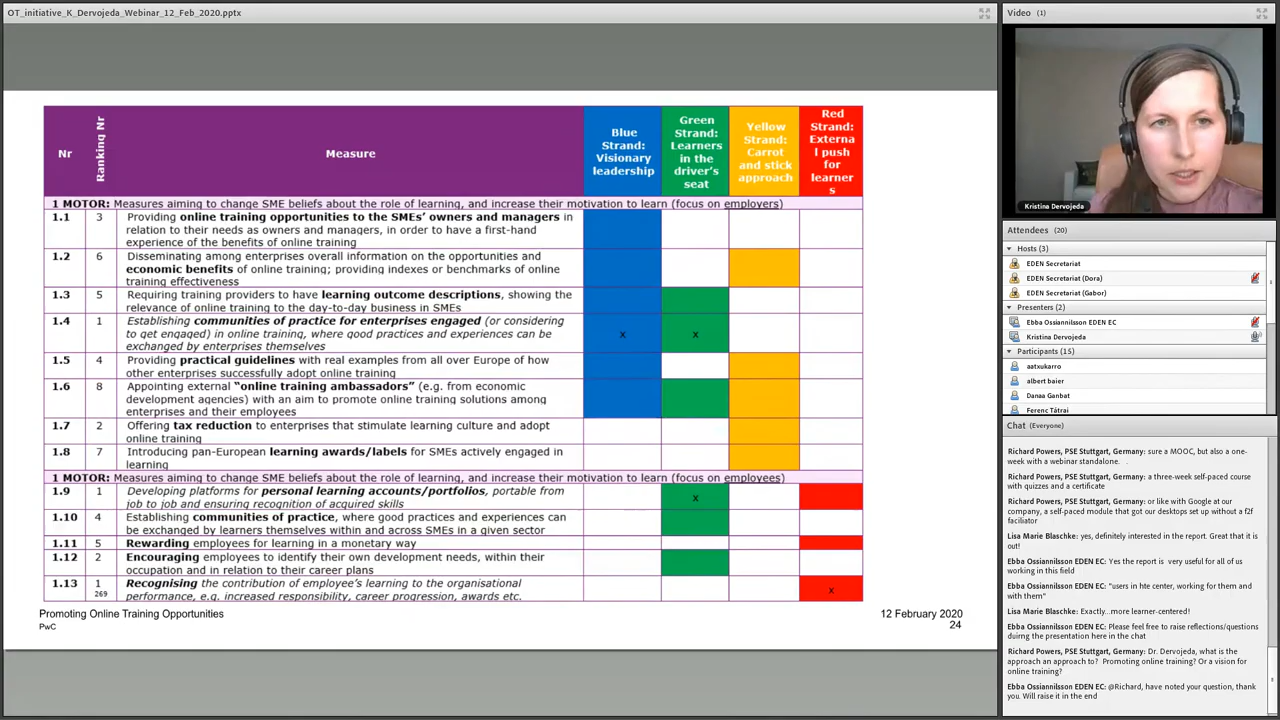 OT_initiative_K_Dervojeda_Webinar_12_Feb_2020.pptx
Nr
Ranking Nr
Measure
Blue
Strand:
Visionary
leadership
Green
Strand:
Learners
in the
driver's
seat
Yellow
Strand:
Carrot
and stick
approach
Red
Strand:
Externa
l push
for
learner
s
1 MOTOR: Measures aiming to change SME beliefs about the role of learning, and increase their motivation to learn (focus on employers)
1.1 3 Providing online training opportunities to the SMEs' owners and managers in
relation to their needs as owners and managers, in order to have a first-hand
experience of the benefits of online training
1.2 6 Disseminating among enterprises overall information on the opportunities and
economic benefits of online training; providing indexes or benchmarks of online
training effectiveness
1.3 5 Requiring training providers to have learning outcome descriptions, showing the
relevance of online training to the day-to-day business in SMEs
1.4 1 Establishing communities of practice for enterprises engaged (or considering
to get engaged) in online training, where good practices and experiences can be
exchanged by enterprises themselves
x x
1.5 4 Providing practical guidelines with real examples from all over Europe of how
other enterprises successfully adopt online training
1.6 8 Appointing external "online training ambassadors" (e.g. from economic
development agencies) with an aim to promote online training solutions among
enterprises and their employees
1.7 2 Offering tax reduction to enterprises that stimulate learning culture and adopt
online training
1.8 7 Introducing pan-European learning awards/labels for SMEs actively engaged in
learning
1 MOTOR: Measures aiming to change SME beliefs about the role of learning, and increase their motivation to learn (focus on employees)
1.9 1 Developing platforms for personal learning accounts/portfolios, portable from
job to job and ensuring recognition of acquired skills
x
1.10 4 Establishing communities of practice, where good practices and experiences can
be exchanged by learners themselves within and across SMEs in a given sector
1.11 5 Rewarding employees for learning in a monetary way
1.12 2 Encouraging employees to identify their own development needs, within their
occupation and in relation to their career plans
1.13 1 Recognising the contribution of employee's learning to the organisational
269 performance, e.g. increased responsibility, career progression, awards etc.
x
Promoting Online Training Opportunities
PwC
12 February 2020
24
Video (1)
Kristina Dervojeda
Attendees (20)
Hosts (3)
EDEN Secretariat
EDEN Secretariat (Dora)
EDEN Secretariat (Gabor)
Presenters (2)
Ebba Ossiannilsson EDEN EC
Kristina Dervojeda
Participants (15)
aatxukarro
albert baier
Danaa Ganbat
Ferenc Tátrai
Chat (Everyone)
Richard Powers, PSE Stuttgart, Germany: sure a MOOC, but also a one-
week with a webinar standalone. .
Richard Powers, PSE Stuttgart, Germany: a three-week self-paced course
with quizzes and a certificate
Richard Powers, PSE Stuttgart, Germany: or like with Google at our
company, a self-paced module that got our desktops set up without a f2f
faciliator
Lisa Marie Blaschke: yes, definitely interested in the report. Great that it is
out!
Ebba Ossiannilsson EDEN EC: Yes the report is very useful for all of us
working in this field
Ebba Ossiannilsson EDEN EC: "users in hte center, working for them and
with them"
Lisa Marie Blaschke: Exactly...more learner-centered!
Ebba Ossiannilsson EDEN EC: Please feel free to raise reflections/questions
duirng the presentation here in the chat
Richard Powers, PSE Stuttgart, Germany: Dr. Dervojeda, what is the
approach an approach to? Promoting online training? Or a vision for
online training?
Ebba Ossiannilsson EDEN EC: @Richard, have noted your question, thank
you. Will raise it in the end